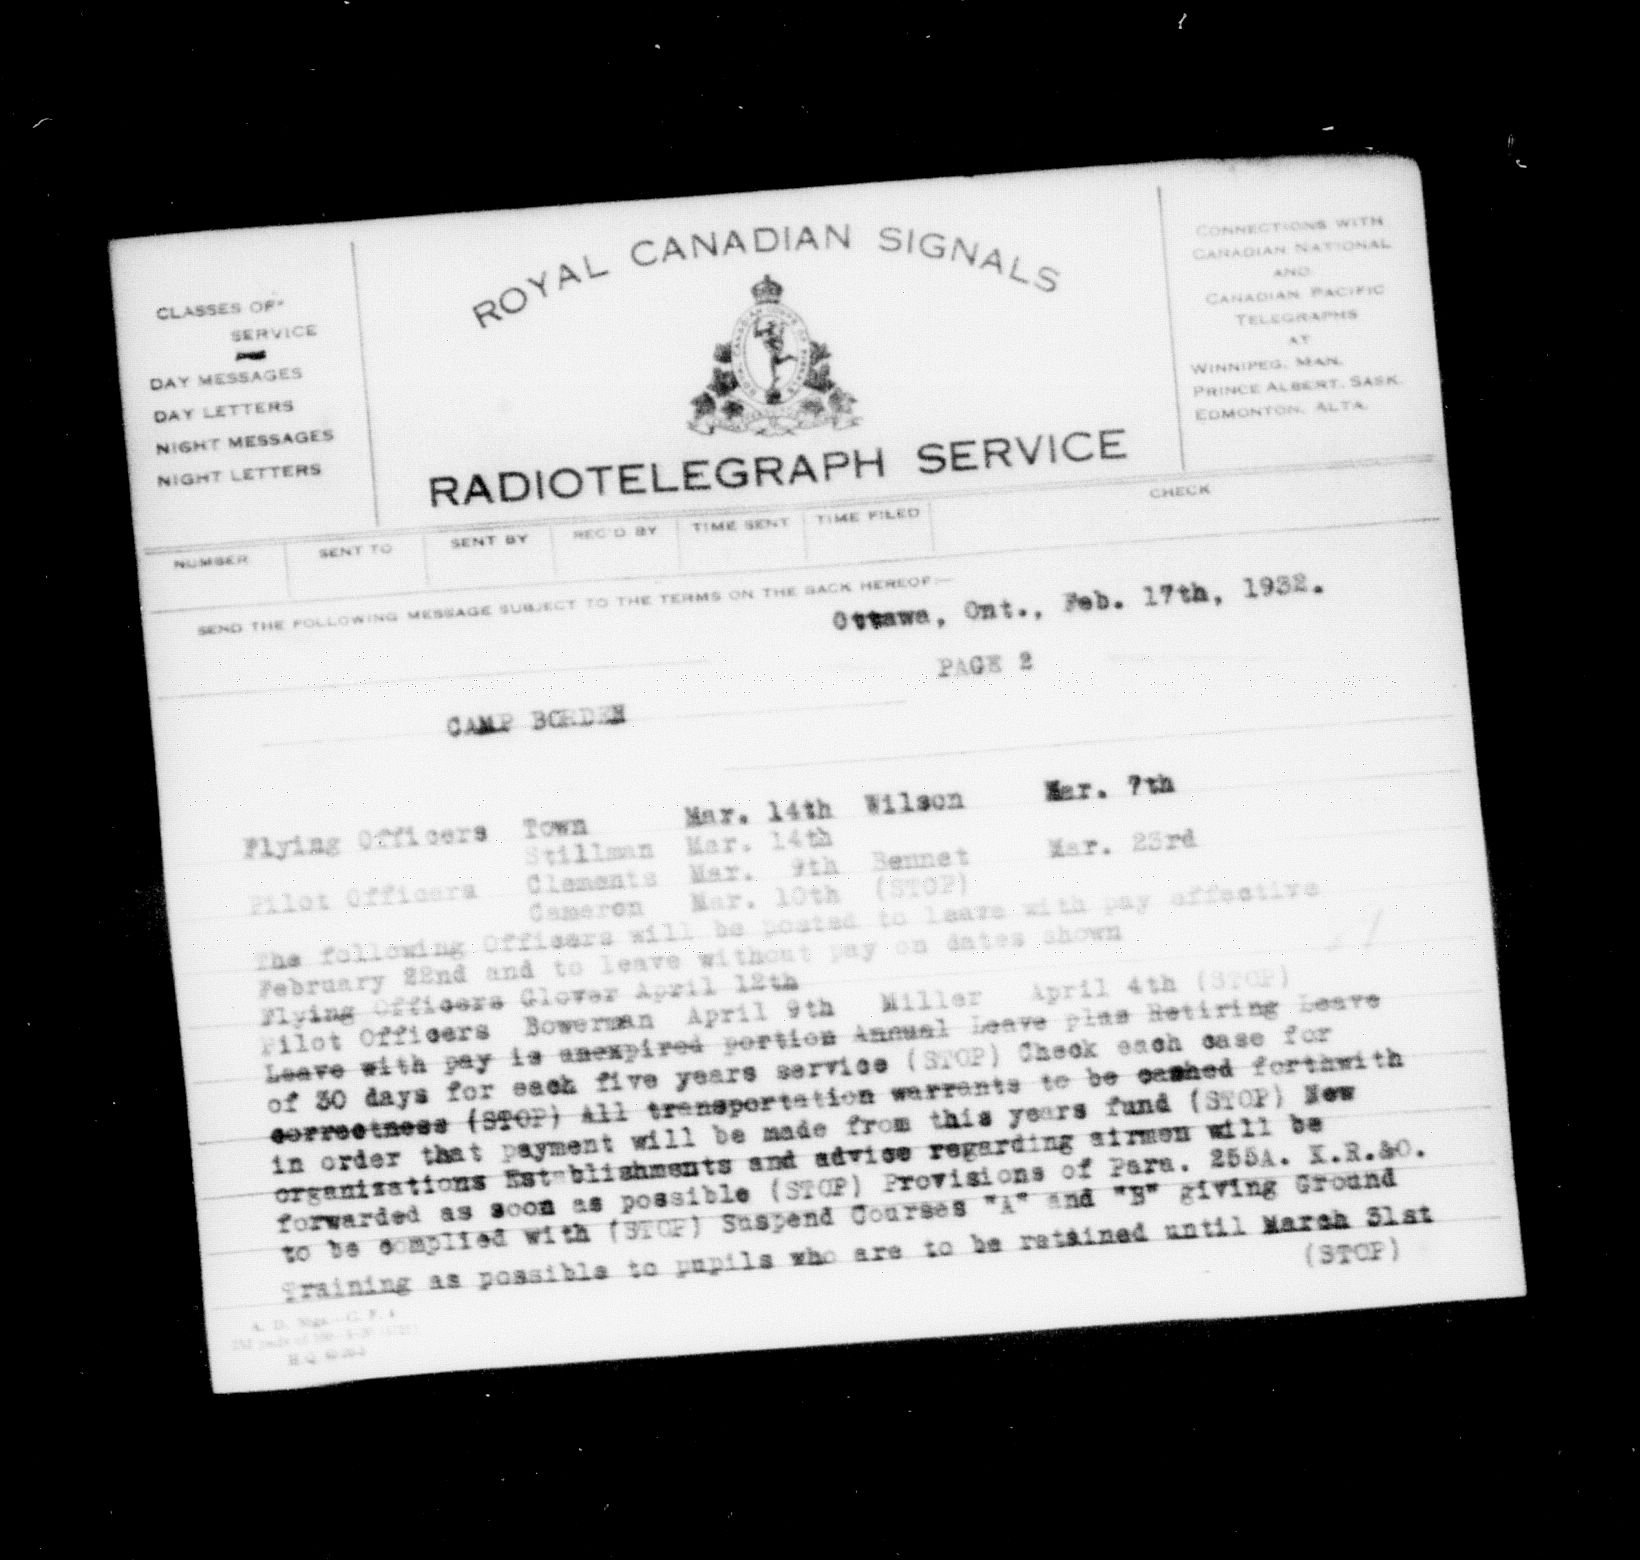 CLASSES OF
SERVICE
DAY MESSAGES
DAY LETTERS
NIGHT MESSAGES
NIGHT LETTERS
ROYAL CANADIAN SIGNALS
RADIOTELEGRAPH SERVICE
CONNECTIONS WITH
CANADIAN NATIONAL
AND
CANADIAN PACIFIC
TELEGRAPHS
AT
WINNIPEG, MAN.
PRINCE ALBERT, SASK.
EDMONTON, ALTA.
NUMBER SENT TO SENT BY REC'D BY TIME SENT TIME FILED CHECK
SEND THE FOLLOWING MESSAGE SUBJECT TO THE TERMS ON THE BACK HEREOF:—
Ottawa, Ont., Feb. 17th, 1932.
PAGE 2
CAMP BORDEN
Flying Officers Town Mar. 14th Wilson Mar. 7th
Stillman Mar. 14th
Pilot Officers Clements Mar. 9th Bennet Mar. 23rd
Cameron Mar. 10th (STOP)
The following Officers will be posted to leave with pay effective
February 22nd and to leave without pay on dates shown
Flying Officers Glover April 12th
Pilot Officers Bowerman April 9th Miller April 4th (STOP)
Leave with pay is unexpired portion Annual Leave plus Retiring Leave
of 30 days for each five years service (STOP) Check each case for
correctness (STOP) All transportation warrants to be cashed forthwith
in order that payment will be made from this years fund (STOP) New
organizations Establishments and advice regarding airmen will be
forwarded as soon as possible (STOP) Provisions of Para. 255A. K.R.&O.
to be complied with (STOP) Suspend Courses "A" and "B" giving Ground
Training as possible to pupils who are to be retained until March 31st
(STOP)